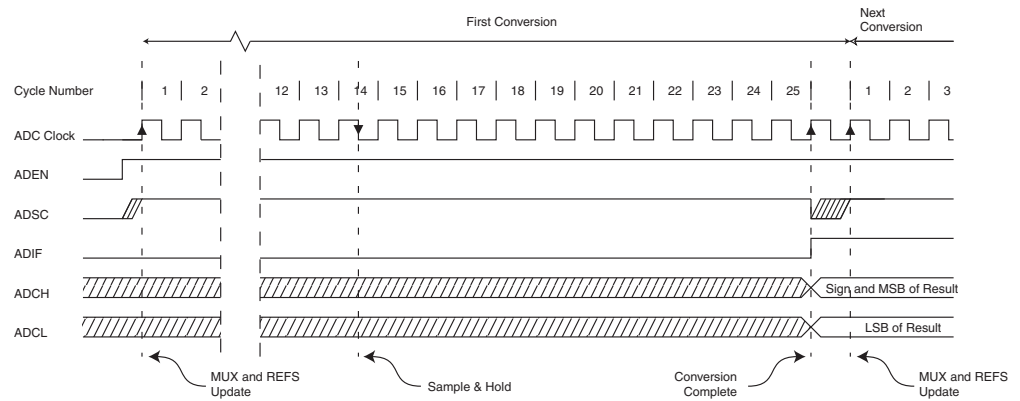 First Conversion
Next
Conversion
Cycle Number 1 2 12 13 14 15 16 17 18 19 20 21 22 23 24 25 1 2 3
ADC Clock
ADEN
ADSC
ADIF
ADCH Sign and MSB of Result
ADCL LSB of Result
MUX and REFS
Update
Sample & Hold
Conversion
Complete
MUX and REFS
Update